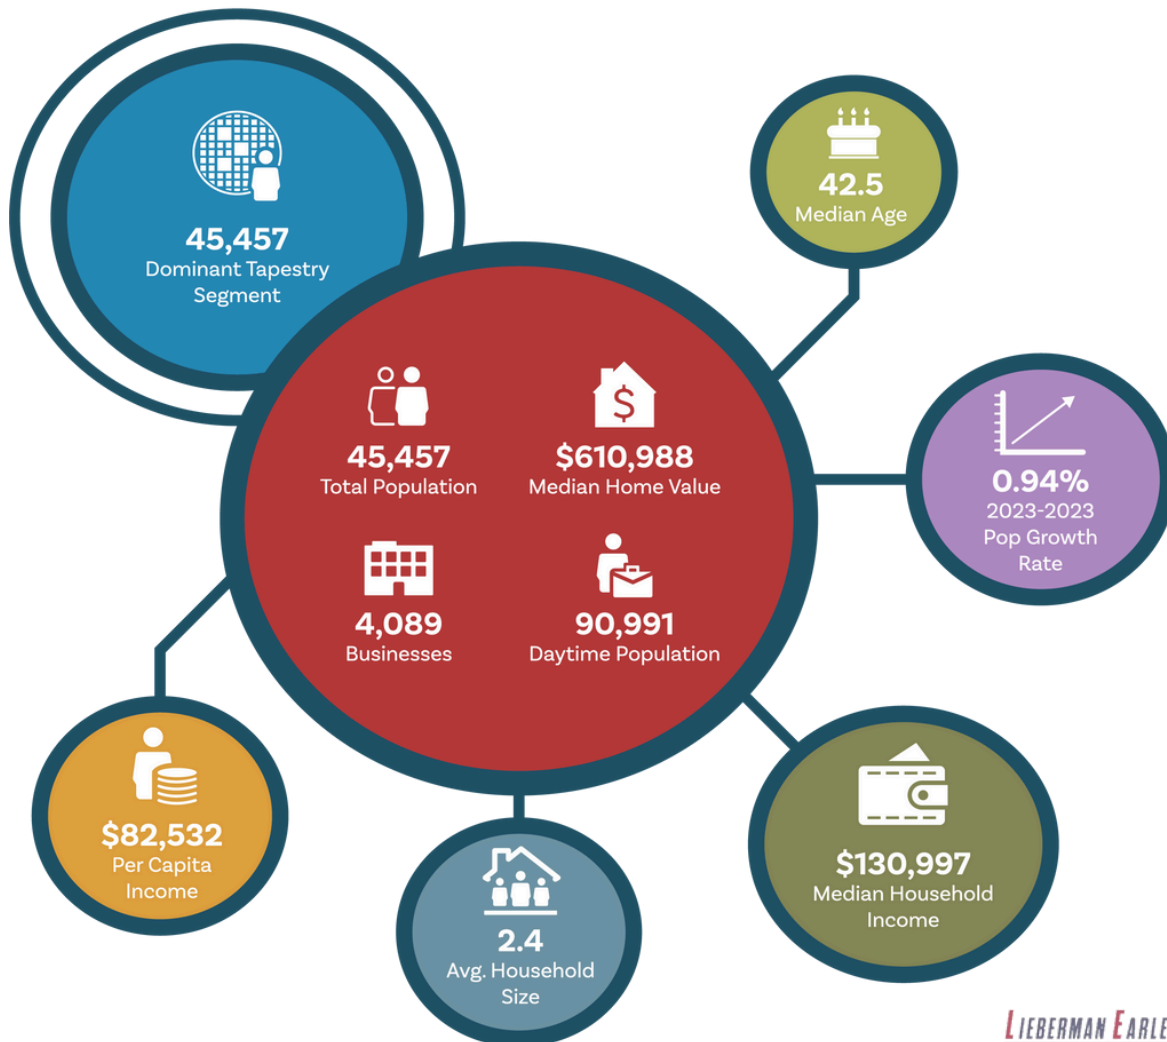 45,457
Dominant Tapestry
Segment
42.5
Median Age
45,457
Total Population
$610,988
Median Home Value
0.94%
2023-2023
Pop Growth
Rate
4,089
Businesses
90,991
Daytime Population
$82,532
Per Capita
Income
$130,997
Median Household
Income
2.4
Avg. Household
Size
LIEBERMAN EARLE